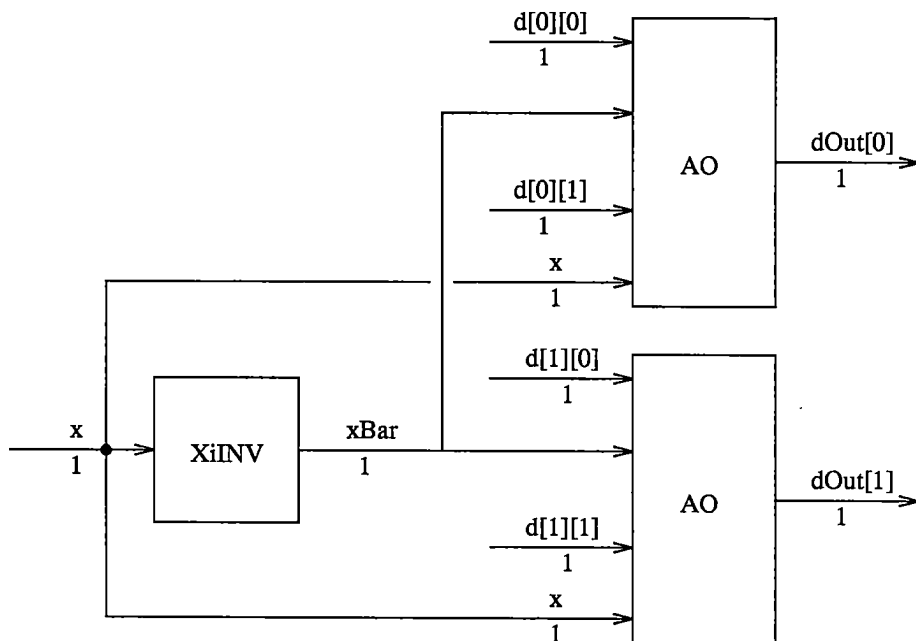 d[0][0]
1
AO
dOut[0]
1
d[0][1]
1
x
1
d[1][0]
1
x
1
XiINV
xBar
1
AO
dOut[1]
1
d[1][1]
1
x
1